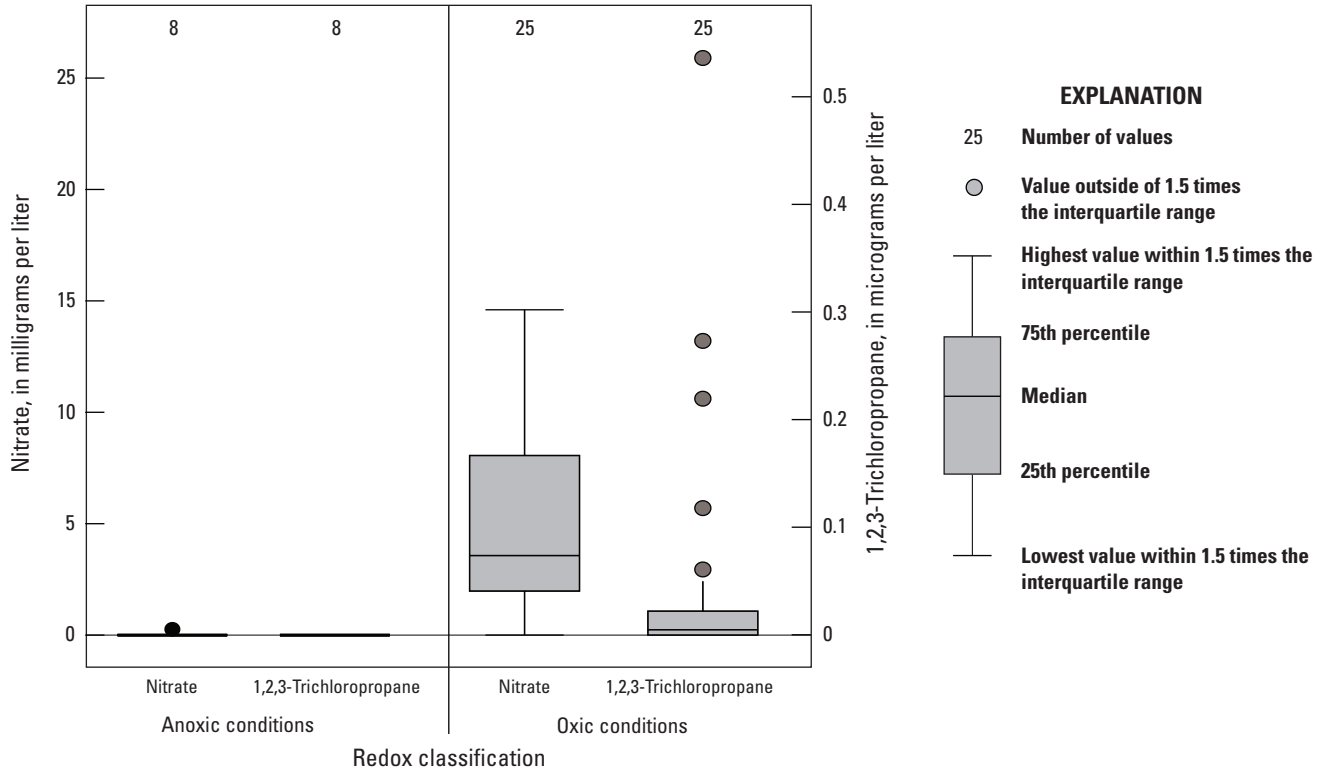 8
8
25
25
25
20
15
10
5
0
Nitrate, in milligrams per liter
0.5
0.4
0.3
0.2
0.1
0
1,2,3-Trichloropropane, in micrograms per liter
Nitrate
1,2,3-Trichloropropane
Nitrate
1,2,3-Trichloropropane
Anoxic conditions
Oxic conditions
Redox classification
EXPLANATION
25 Number of values
Value outside of 1.5 times
the interquartile range
Highest value within 1.5 times the
interquartile range
75th percentile
Median
25th percentile
Lowest value within 1.5 times the
interquartile range